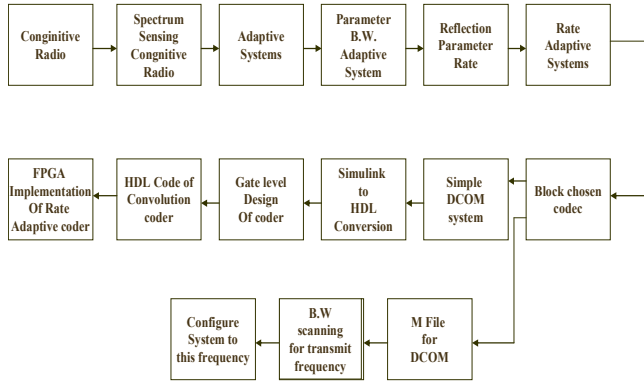 Conginitive
Radio
Spectrum
Sensing
Congnitive
Radio
Adaptive
Systems
Parameter
B.W.
Adaptive
System
Reflection
Parameter
Rate
Rate
Adaptive
Systems
FPGA
Implementation
Of Rate
Adaptive coder
HDL Code of
Convolution
coder
Gate level
Design
Of coder
Simulink
to
HDL
Conversion
Simple
DCOM
system
Block chosen
codec
Configure
System to
this frequency
B.W
scanning
for transmit
frequency
M File
for
DCOM